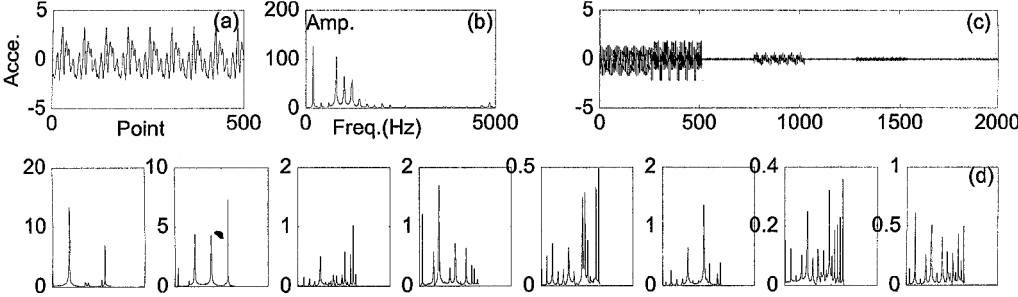 5 (a) 200 Amp. (b) 5 (c)
Acce. 0 100 0
-5 0 -5
0 Point 500 0 Freq.(Hz) 5000 0 500 1000 1500 2000
20 10 2 2 0.5 2 0.4 1 (d)
10 5 1 1 1 0.2 0.5
0 0 0 0 0 0 0 0